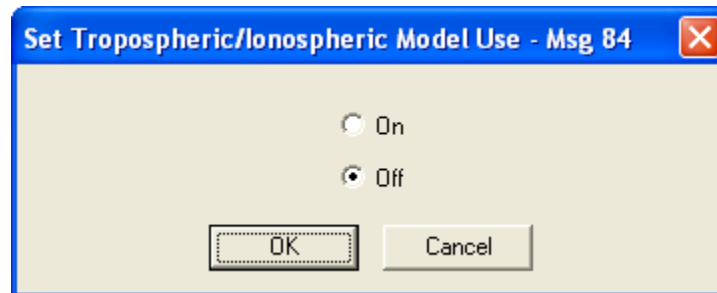 Set Tropospheric/Ionospheric Model Use - Msg 84
On
Off
OK Cancel